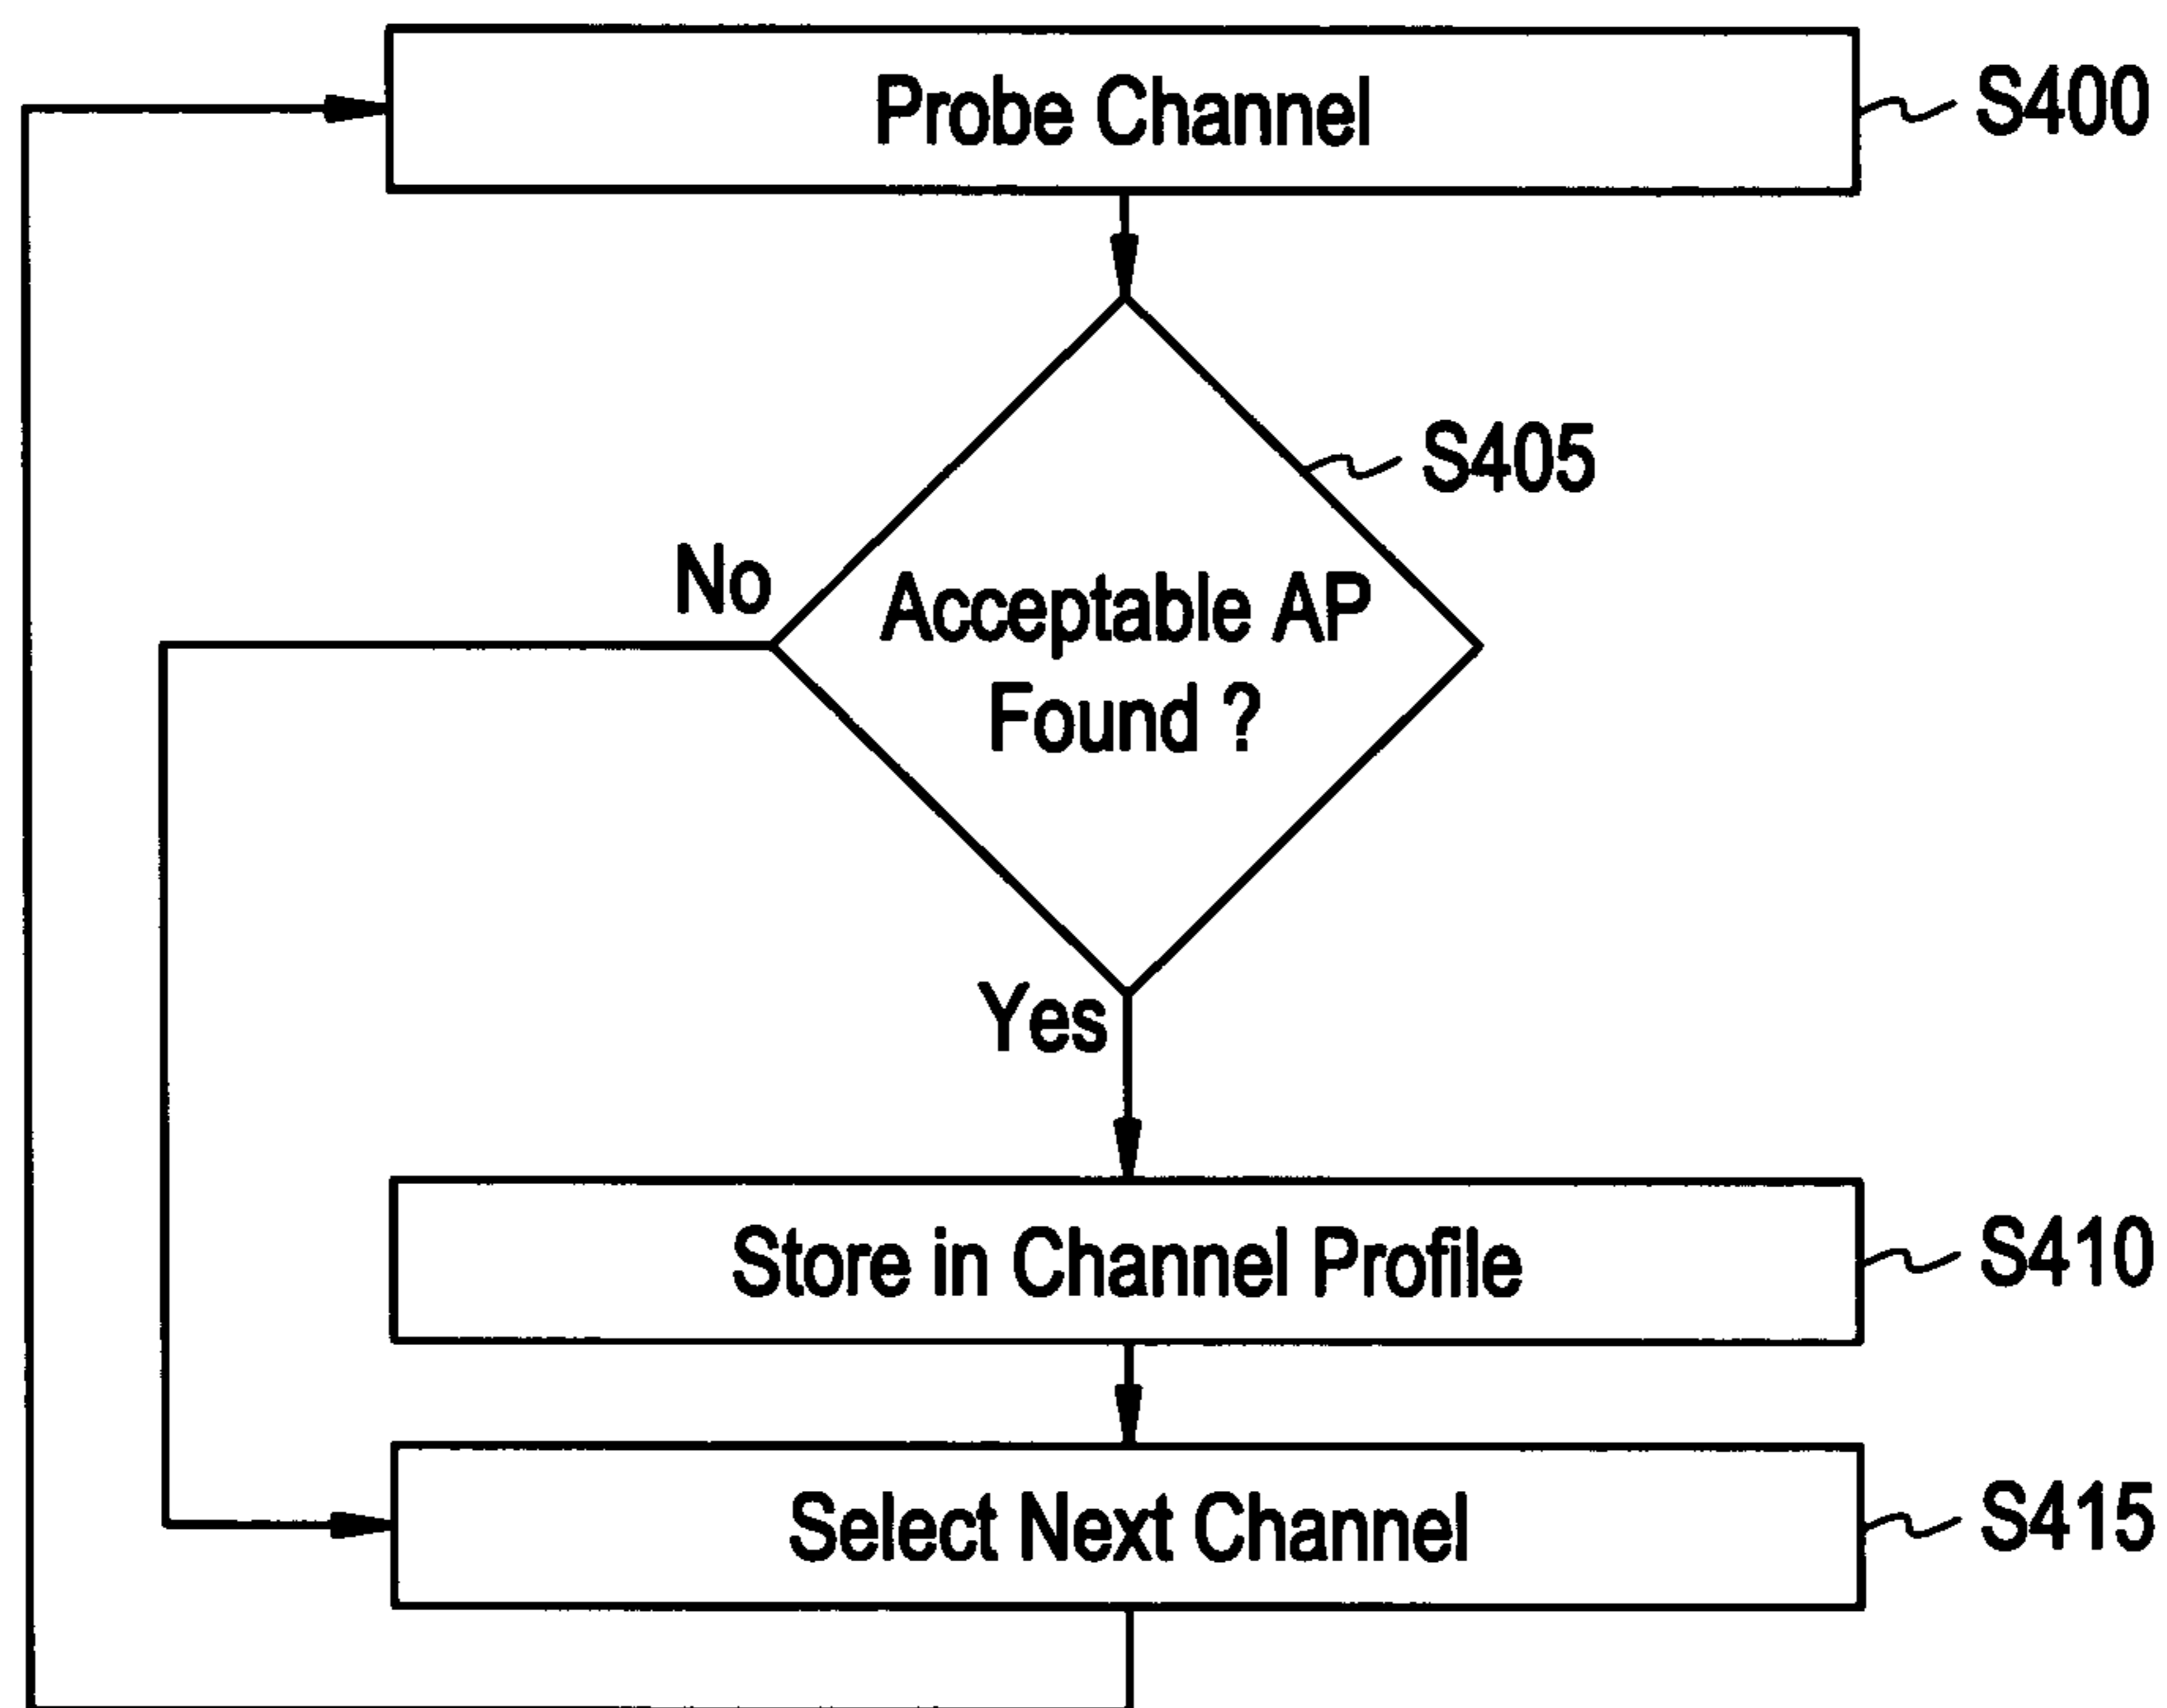 Probe Channel
S400
S405
No
Acceptable AP
Found ?
Yes
Store in Channel Profile
S410
Select Next Channel
S415